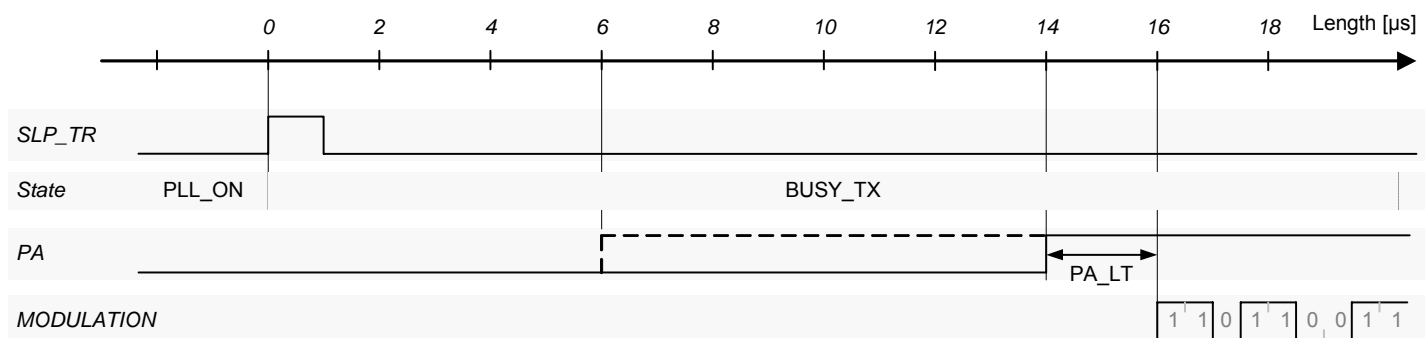 0 2 4 6 8 10 12 14 16 18 Length [µs]
SLP_TR
State PLL_ON BUSY_TX
PA
PA_LT
MODULATION 1 1 0 1 1 0 0 1 1